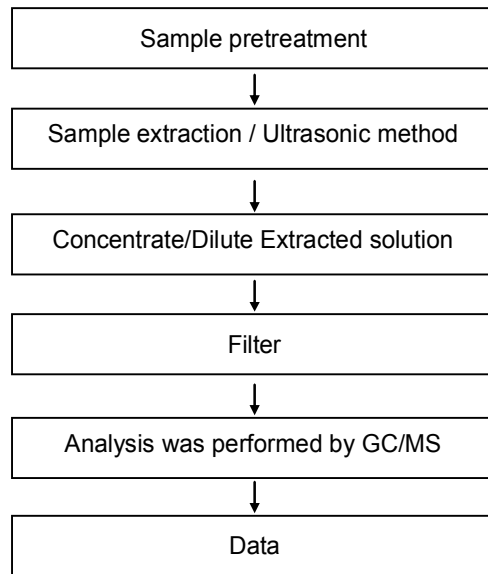 Sample pretreatment
Sample extraction / Ultrasonic method
Concentrate/Dilute Extracted solution
Filter
Analysis was performed by GC/MS
Data